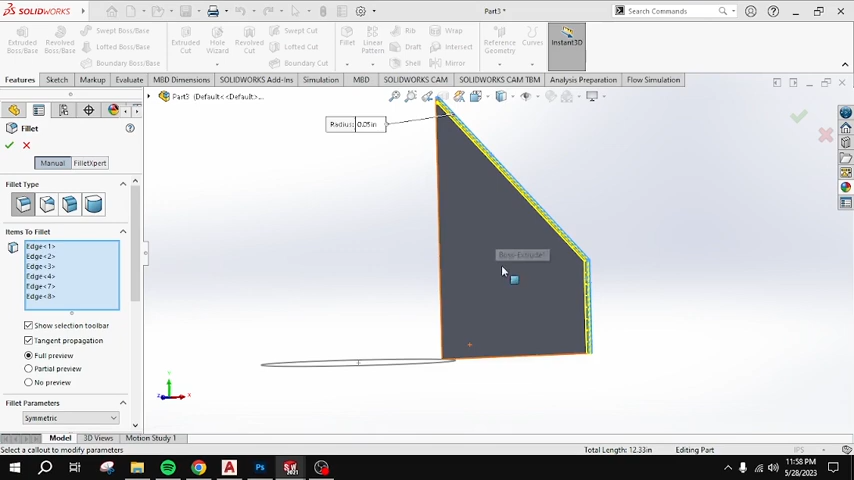 SOLIDWORKS
Part3 *
Search Commands
Extruded Boss/Base
Revolved Boss/Base
Swept Boss/Base
Lofted Boss/Base
Boundary Boss/Base
Extruded Cut
Hole Wizard
Revolved Cut
Swept Cut
Lofted Cut
Boundary Cut
Fillet
Linear Pattern
Rib
Draft
Shell
Wrap
Intersect
Mirror
Reference Geometry
Curves
Instant3D
Features
Sketch
Markup
Evaluate
MBD Dimensions
SOLIDWORKS Add-Ins
Simulation
MBD
SOLIDWORKS CAM
SOLIDWORKS CAM TBM
Analysis Preparation
Flow Simulation
Part3 (Default<<Default>...
Fillet
Manual
FilletXpert
Radius: 0.05in
Fillet Type
Items To Fillet
Edge<1>
Edge<2>
Edge<3>
Edge<4>
Edge<7>
Edge<8>
Boss-Extrude1
Show selection toolbar
Tangent propagation
Full preview
Partial preview
No preview
Fillet Parameters
Symmetric
Y
X
Model
3D Views
Motion Study 1
Select a callout to modify parameters
Total Length: 12.33in
Editing Part
IPS
11:58 PM
5/28/2023